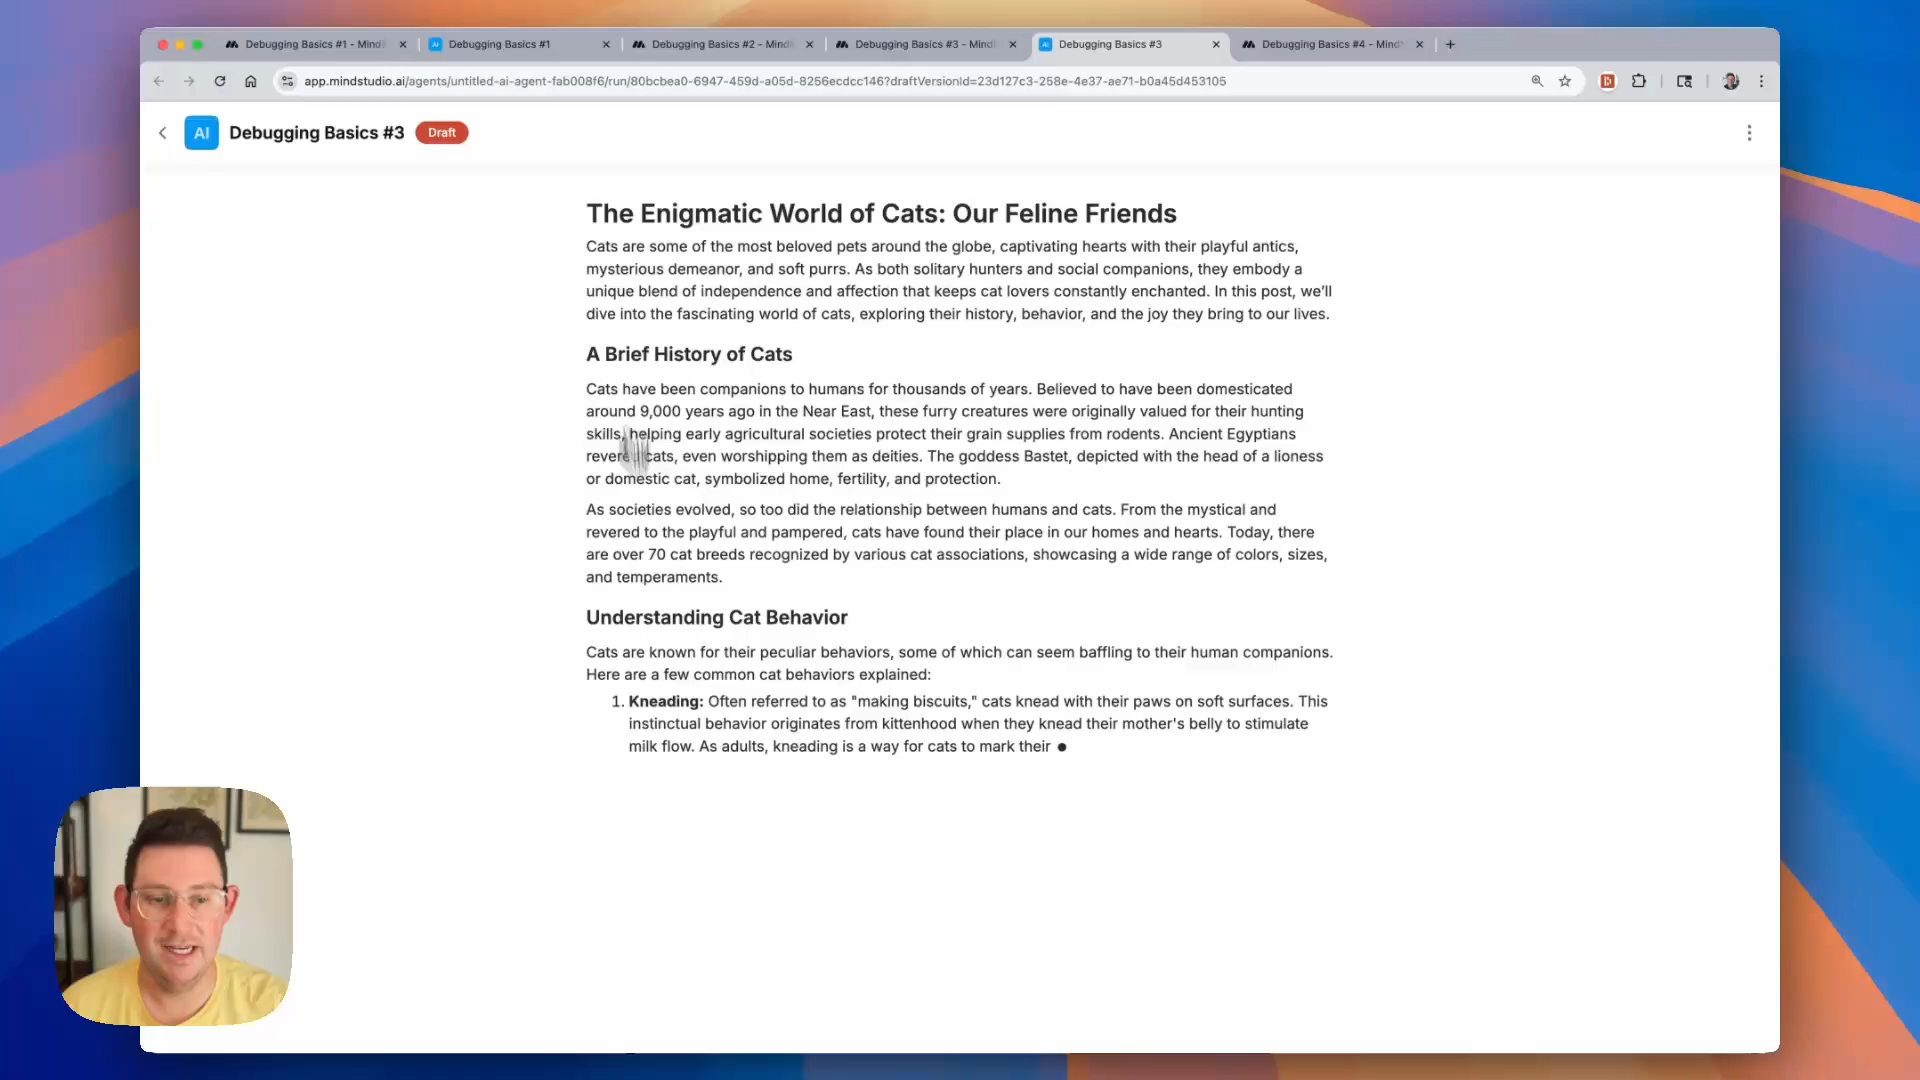 Debugging Basics #1 - Mind
Debugging Basics #1
Debugging Basics #2 - Mind
Debugging Basics #3 - Mind
Debugging Basics #3
Debugging Basics #4 - Mind
app.mindstudio.ai/agents/untitled-ai-agent-fab008f6/run/80bcbea0-6947-459d-a05d-8256ecdcc146?draftVersionId=23d127c3-258e-4e37-ae71-b0a45d453105
AI Debugging Basics #3 Draft
The Enigmatic World of Cats: Our Feline Friends
Cats are some of the most beloved pets around the globe, captivating hearts with their playful antics,
mysterious demeanor, and soft purrs. As both solitary hunters and social companions, they embody a
unique blend of independence and affection that keeps cat lovers constantly enchanted. In this post, we'll
dive into the fascinating world of cats, exploring their history, behavior, and the joy they bring to our lives.
A Brief History of Cats
Cats have been companions to humans for thousands of years. Believed to have been domesticated
around 9,000 years ago in the Near East, these furry creatures were originally valued for their hunting
skills, helping early agricultural societies protect their grain supplies from rodents. Ancient Egyptians
revered cats, even worshipping them as deities. The goddess Bastet, depicted with the head of a lioness
or domestic cat, symbolized home, fertility, and protection.
As societies evolved, so too did the relationship between humans and cats. From the mystical and
revered to the playful and pampered, cats have found their place in our homes and hearts. Today, there
are over 70 cat breeds recognized by various cat associations, showcasing a wide range of colors, sizes,
and temperaments.
Understanding Cat Behavior
Cats are known for their peculiar behaviors, some of which can seem baffling to their human companions.
Here are a few common cat behaviors explained:
1. Kneading: Often referred to as "making biscuits," cats knead with their paws on soft surfaces. This
instinctual behavior originates from kittenhood when they knead their mother's belly to stimulate
milk flow. As adults, kneading is a way for cats to mark their